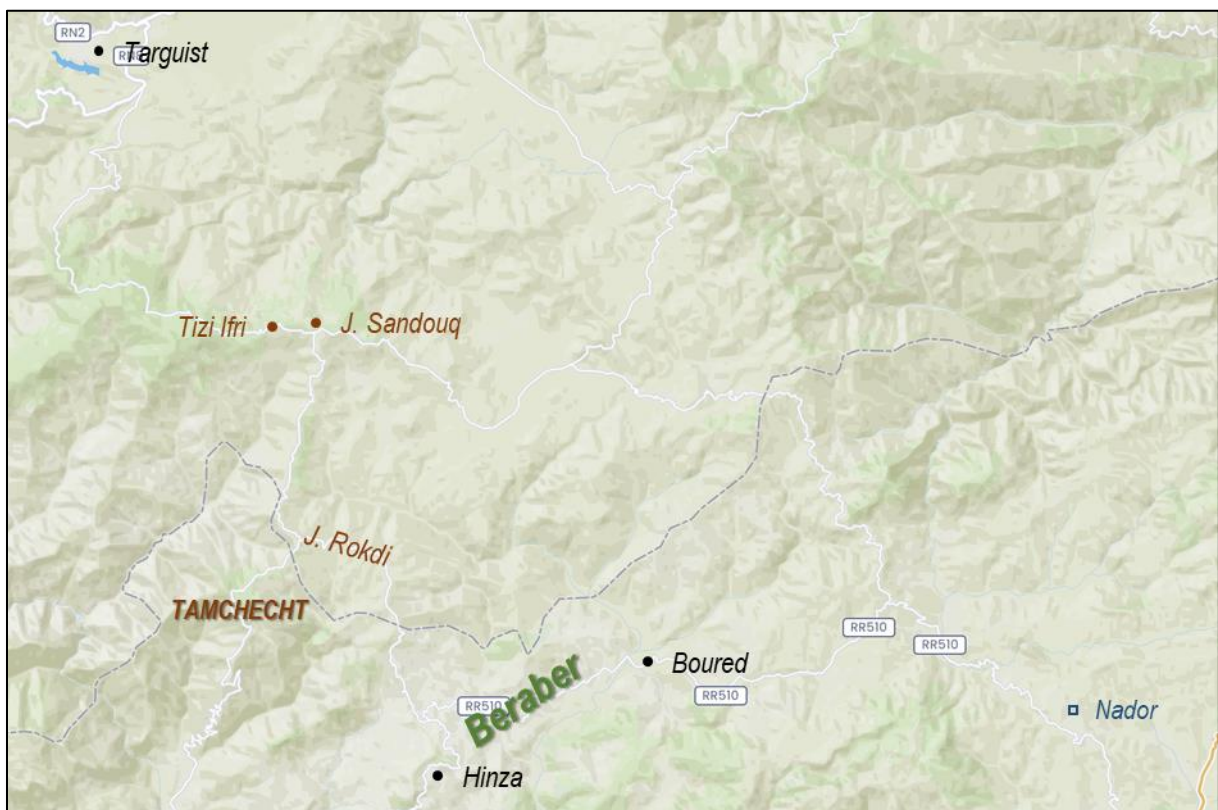 RN2
Targuist
Tizi Ifri
J. Sandouq
J. Rokdi
TAMCHECHT
RR510
RR510
Boured
Beraber
RR510
RR510
Nador
Hinza